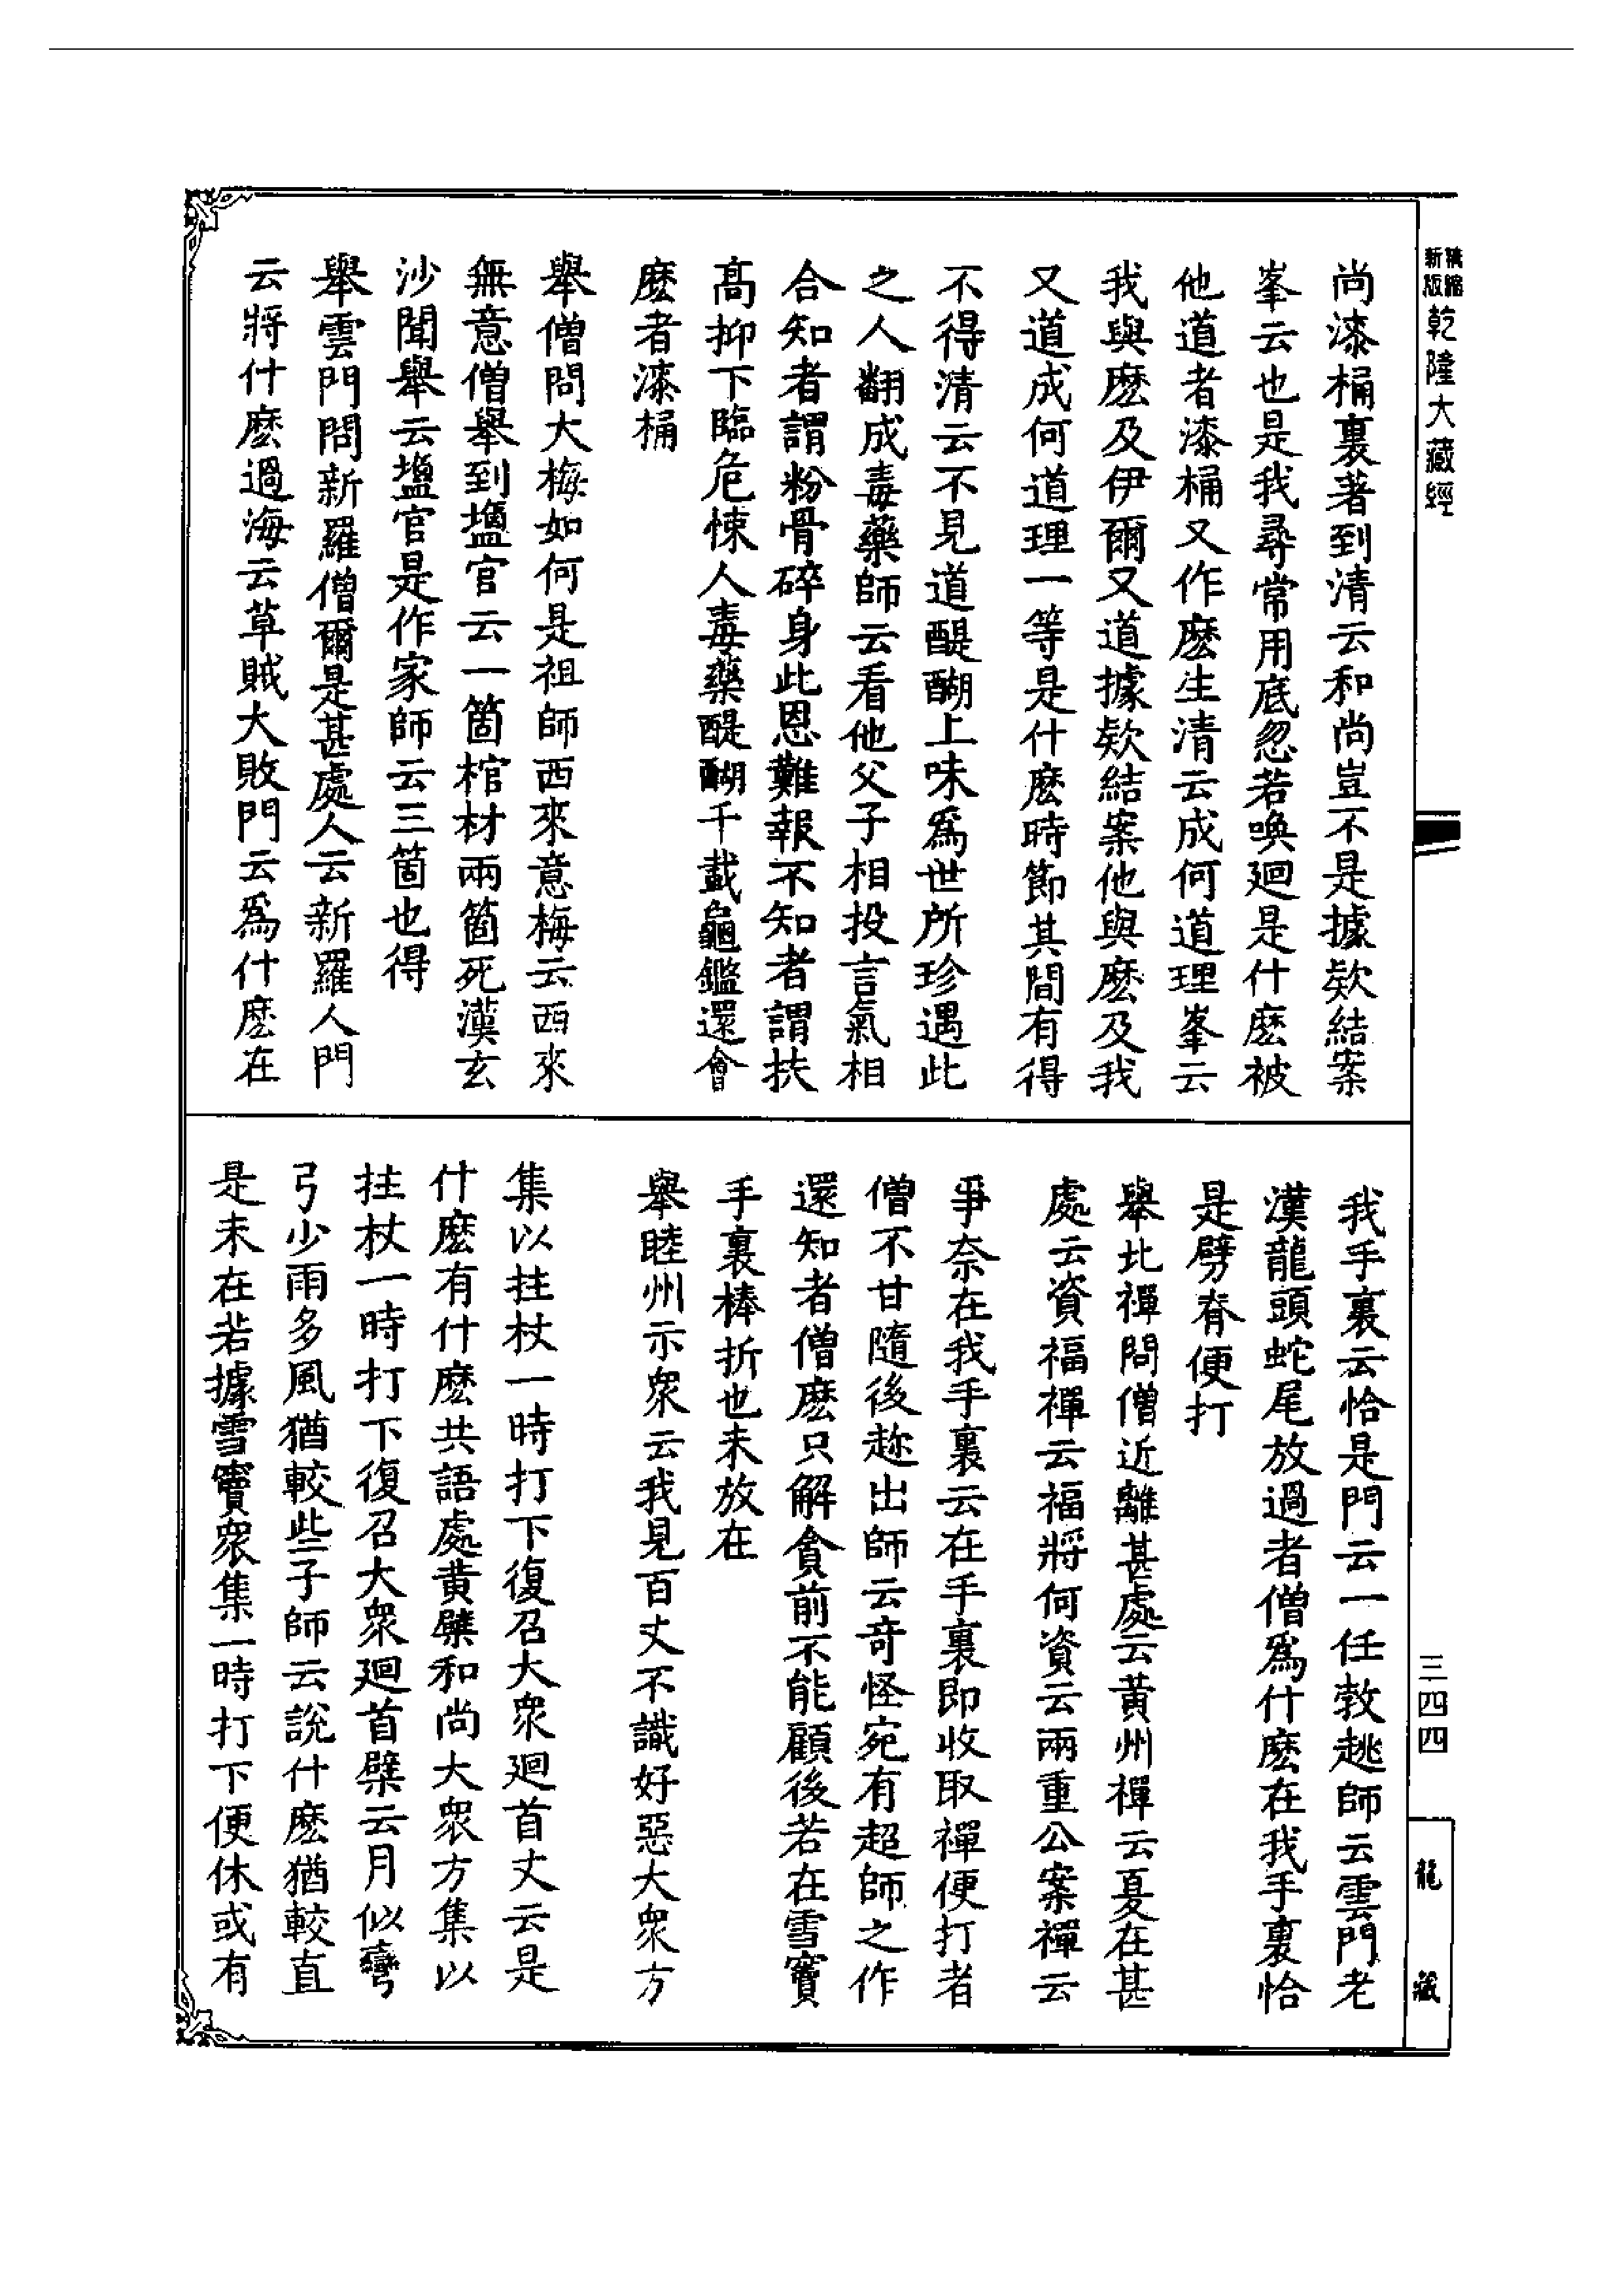 新版精縮
乾隆大藏經
尚漆桶裏著到清云和尚豈不是據欵結案
峯云也是我尋常用底忽若喚廻是什麽被
他道者漆桶又作麽生清云成何道理峯云
我與麽及伊爾又道據欵結案他與麽及我
又道成何道理一等是什麽時節其間有得
不得清云不見道醍醐上味爲世所珍遇此
之人翻成毒藥師云看他父子相投言氣相
合知者謂粉骨碎身此恩難報不知者謂扶
高抑下臨危悚人毒藥醍醐千載龜鑑還會
麽者漆桶
舉僧問大梅如何是祖師西來意梅云西來
無意僧舉到塩官官云一箇棺材兩箇死漢玄
沙聞舉云塩官是作家師云三箇也得
舉雲門問新羅僧爾是甚處人云新羅人門
云將什麽過海云草賊大敗門云爲什麽在
我手裏云恰是門云一任㪍趒師云雲門老
漢龍頭蛇尾放過者僧爲什麽在我手裏恰
是劈脊便打
舉北禪問僧近離甚處云黃州禪云夏在甚
處云資福禪云福將何資云兩重公案禪云
爭奈在我手裏云在手裏即收取禪便打者
僧不甘隨後趂出師云奇怪宛有超師之作
還知者僧麽只解貪前不能顧後若在雪竇
手裏棒折也未放在
舉睦州示衆云我見百丈不識好惡大衆方
集以拄杖一時打下復召大衆廻首丈云是
什麽有什麽共語處黄檗和尚大衆方集以
拄杖一時打下復召大衆廻首檗云月似彎
弓少雨多風猶較些子師云說什麽猶較直
是未在若據雪竇衆集一時打下便休或有
三四四
龍藏